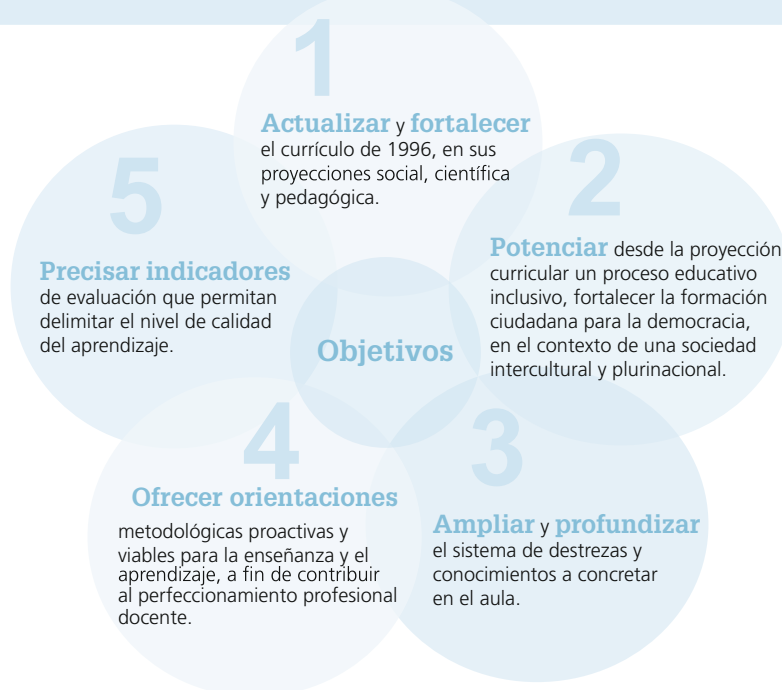 1
Actualizar y fortalecer
el currículo de 1996, en sus
proyecciones social, científica
y pedagógica.
2
Potenciar desde la proyección
curricular un proceso educativo
inclusivo, fortalecer la formación
ciudadana para la democracia,
en el contexto de una sociedad
intercultural y plurinacional.
3
Ampliar y profundizar
el sistema de destrezas y
conocimientos a concretar
en el aula.
4
Ofrecer orientaciones
metodológicas proactivas y
viables para la enseñanza y el
aprendizaje, a fin de contribuir
al perfeccionamiento profesional
docente.
5
Precisar indicadores
de evaluación que permitan
delimitar el nivel de calidad
del aprendizaje.
Objetivos